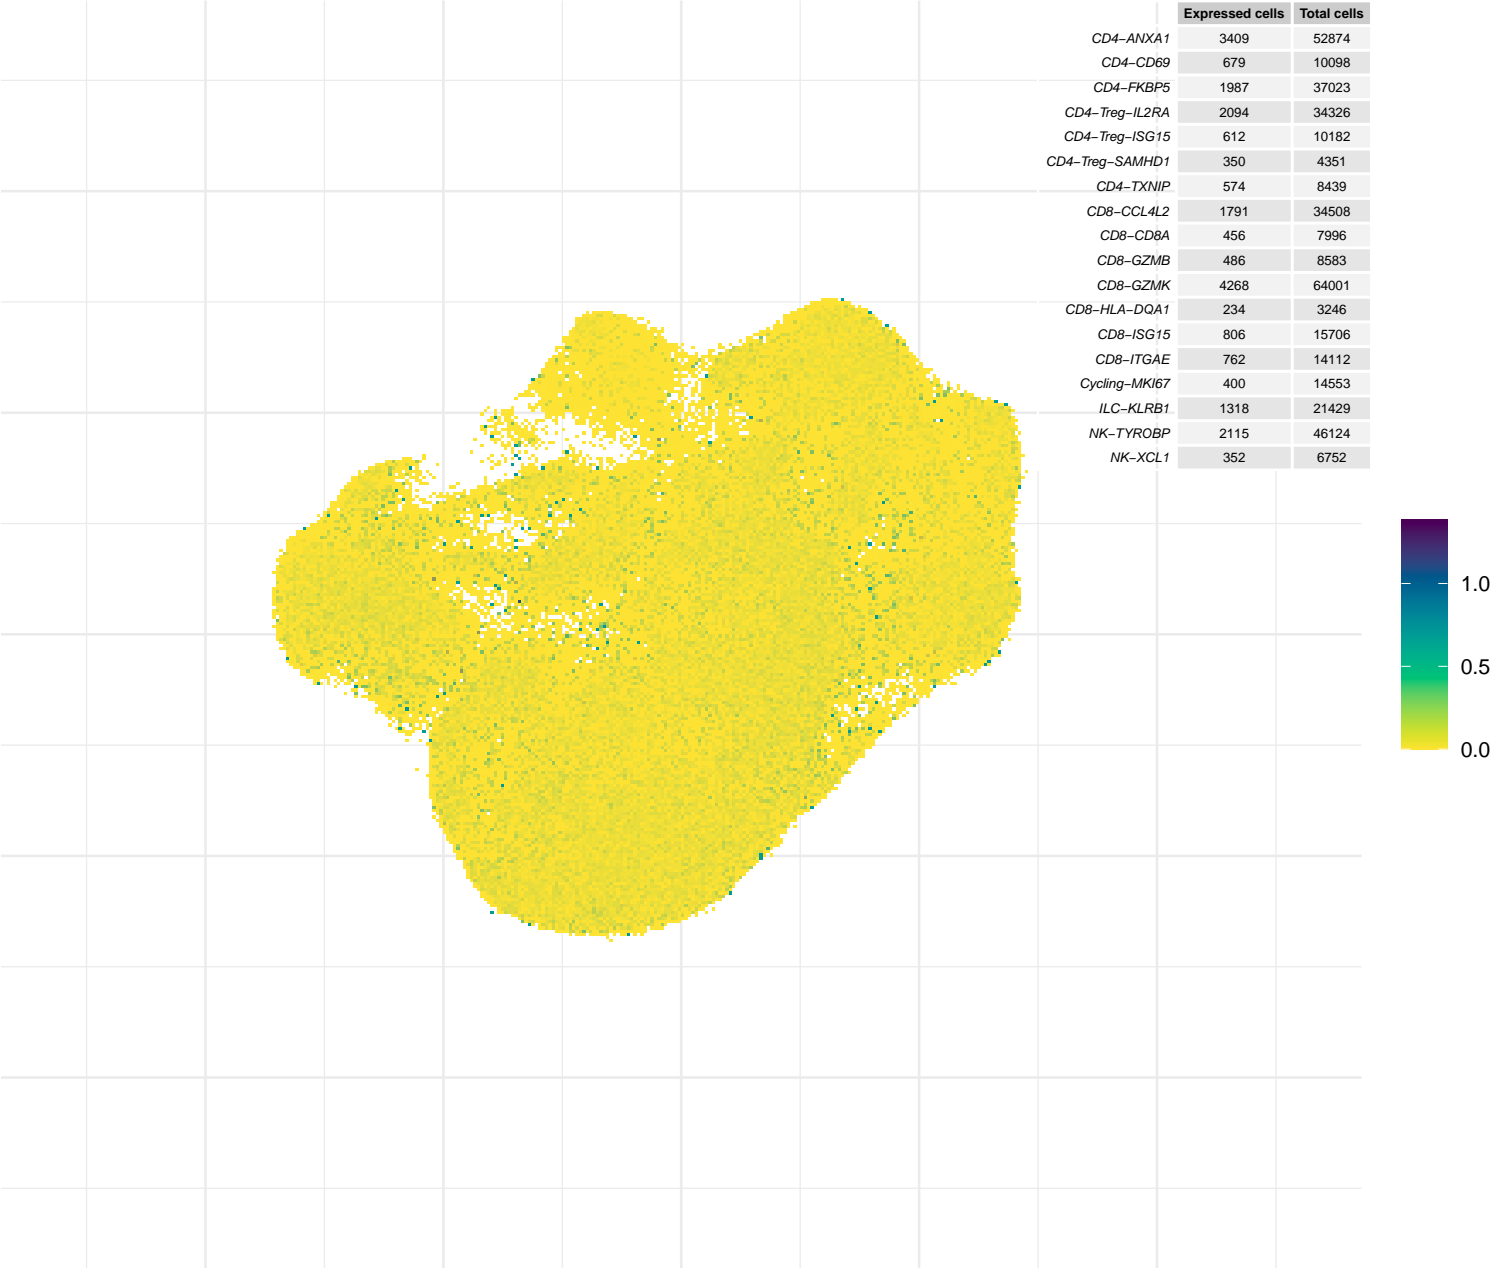 Expressed cells Total cells
CD4−ANXA1 3409 52874
CD4−CD69 679 10098
CD4−FKBP5 1987 37023
CD4−Treg−IL2RA 2094 34326
CD4−Treg−ISG15 612 10182
CD4−Treg−SAMHD1 350 4351
CD4−TXNIP 574 8439
CD8−CCL4L2 1791 34508
CD8−CD8A 456 7996
CD8−GZMB 486 8583
CD8−GZMK 4268 64001
CD8−HLA−DQA1 234 3246
CD8−ISG15 806 15706
CD8−ITGAE 762 14112
Cycling−MKI67 400 14553
ILC−KLRB1 1318 21429
NK−TYROBP 2115 46124
NK−XCL1 352 6752
1.0
0.5
0.0